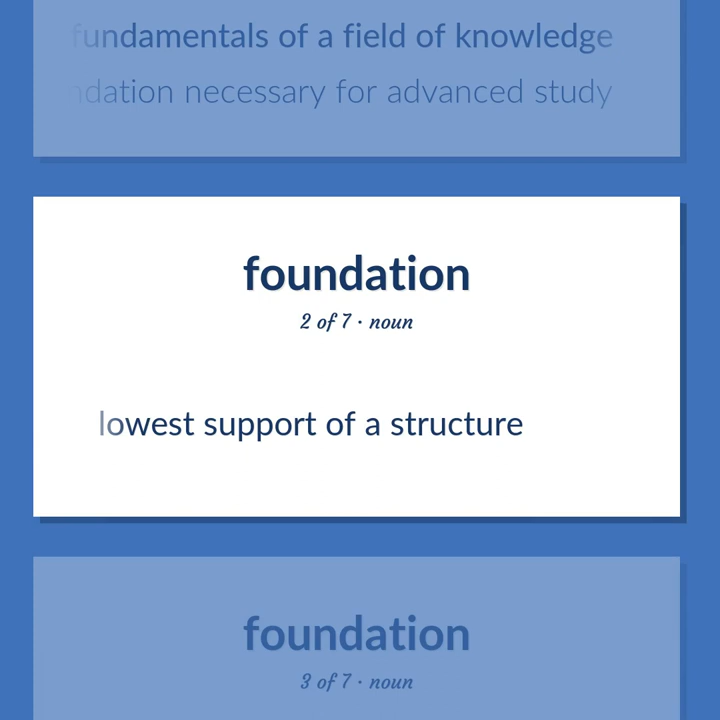 fundamentals of a field of knowledge
necessary for advanced study
foundation
2 of 7 · noun
lowest support of a structure
foundation
3 of 7 · noun